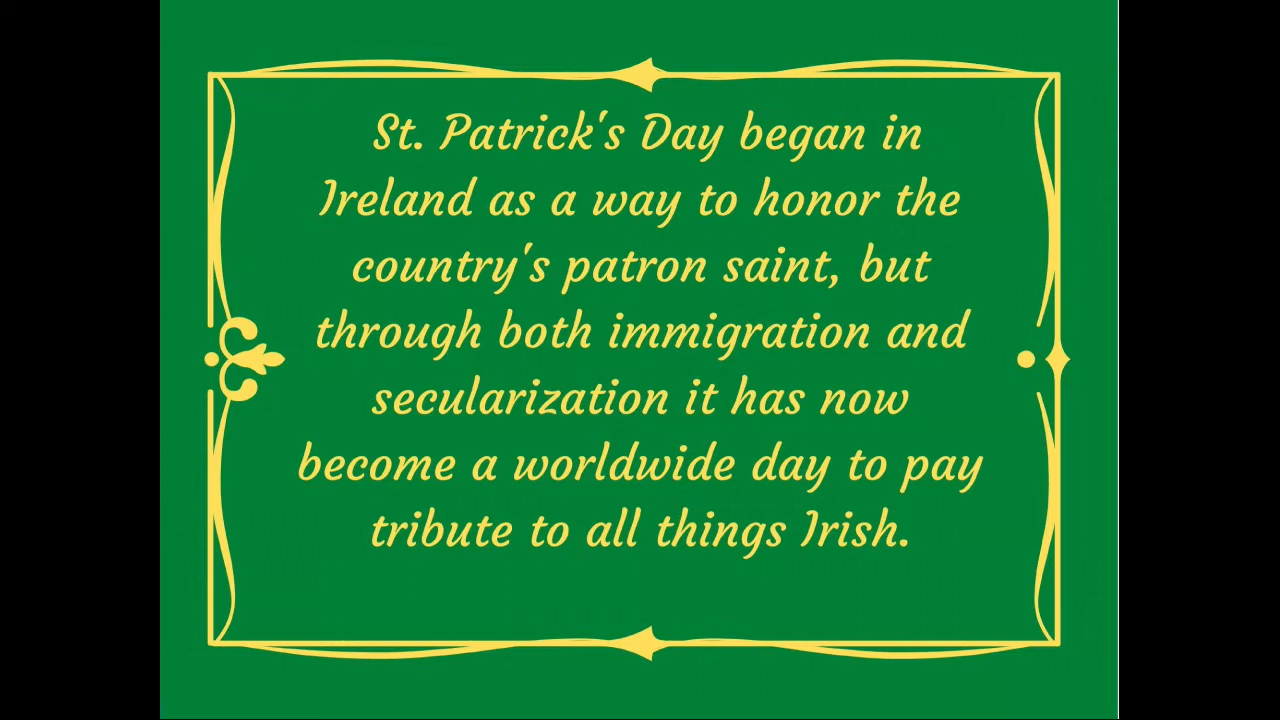 St. Patrick's Day began in
Ireland as a way to honor the
country's patron saint, but
through both immigration and
secularization it has now
become a worldwide day to pay
tribute to all things Irish.